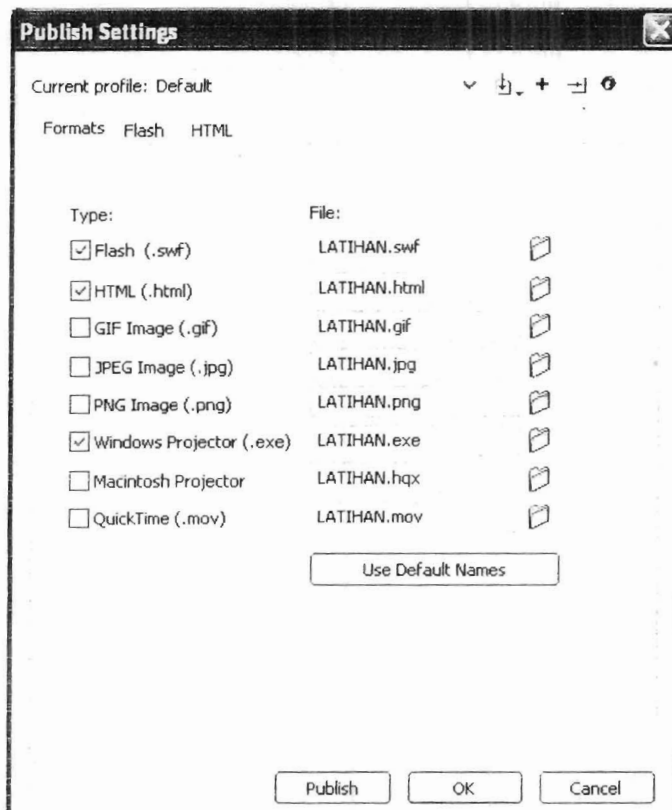 Publish Settings
Current profile: Default
Formats Flash HTML
Type: File:
Flash (.swf) LATIHAN.swf
HTML (.html) LATIHAN.html
GIF Image (.gif) LATIHAN.gif
JPEG Image (.jpg) LATIHAN.jpg
PNG Image (.png) LATIHAN.png
Windows Projector (.exe) LATIHAN.exe
Macintosh Projector LATIHAN.hqx
QuickTime (.mov) LATIHAN.mov
Use Default Names
Publish OK Cancel